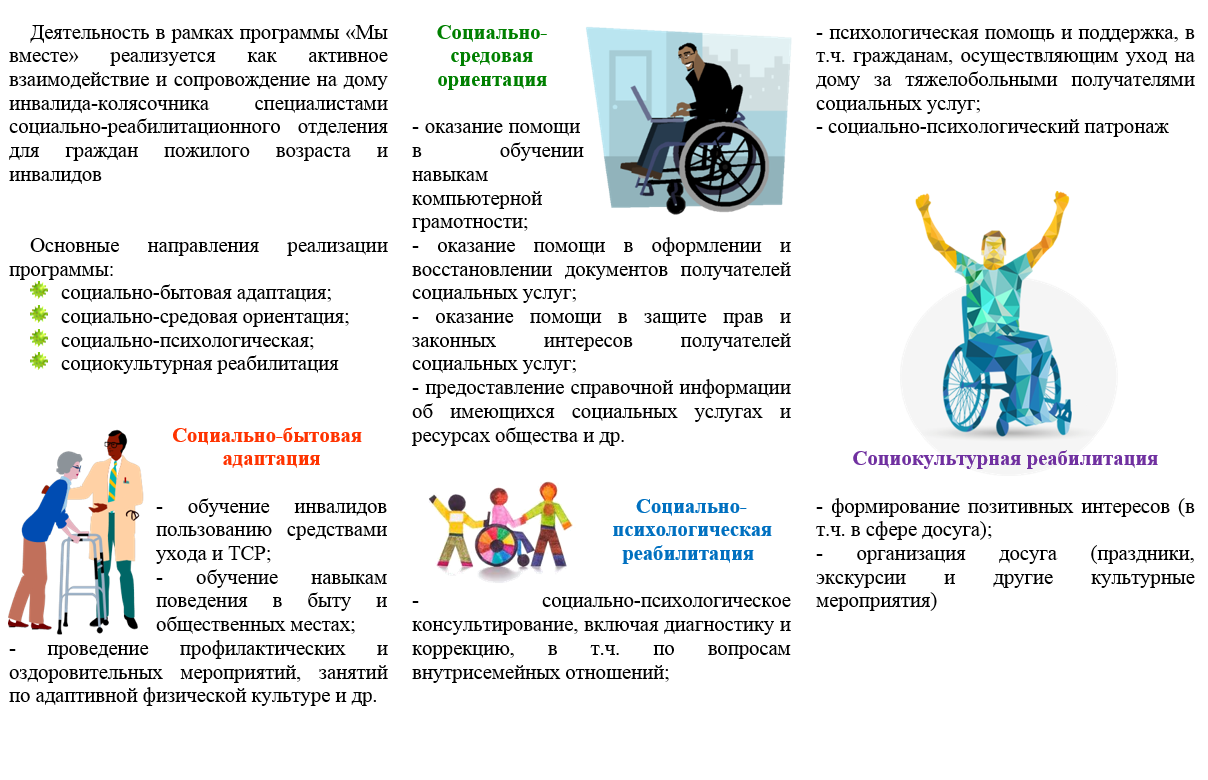 Деятельность в рамках программы «Мы
вместе» реализуется как активное
взаимодействие и сопровождение на дому
инвалида-колясочника специалистами
социально-реабилитационного отделения
для граждан пожилого возраста и
инвалидов
Основные направления реализации
программы:
социально-бытовая адаптация;
социально-средовая ориентация;
социально-психологическая;
социокультурная реабилитация
Социально-бытовая
адаптация
- обучение инвалидов
пользованию средствами
ухода и ТСР;
- обучение навыкам
поведения в быту и
общественных местах;
- проведение профилактических и
оздоровительных мероприятий, занятий
по адаптивной физической культуре и др.
Социально-
средовая
ориентация
- оказание помощи
в обучении
навыкам
компьютерной
грамотности;
- оказание помощи в оформлении и
восстановлении документов получателей
социальных услуг;
- оказание помощи в защите прав и
законных интересов получателей
социальных услуг;
- предоставление справочной информации
об имеющихся социальных услугах и
ресурсах общества и др.
Социально-
психологическая
реабилитация
- социально-психологическое
консультирование, включая диагностику и
коррекцию, в т.ч. по вопросам
внутрисемейных отношений;
- психологическая помощь и поддержка, в
т.ч. гражданам, осуществляющим уход на
дому за тяжелобольными получателями
социальных услуг;
- социально-психологический патронаж
Социокультурная реабилитация
- формирование позитивных интересов (в
т.ч. в сфере досуга);
- организация досуга (праздники,
экскурсии и другие культурные
мероприятия)